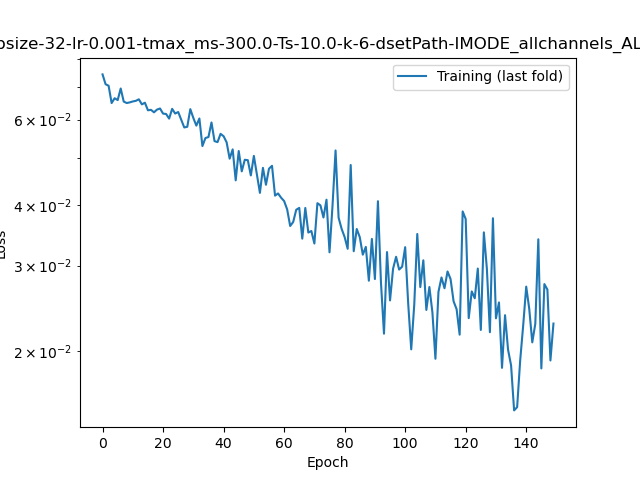 osize-32-lr-0.001-tmax_ms-300.0-Ts-10.0-k-6-dsetPath-IMODE_allchannels_AL
Training (last fold)
6 × 10⁻²
4 × 10⁻²
3 × 10⁻²
2 × 10⁻²
Loss
0 20 40 60 80 100 120 140
Epoch